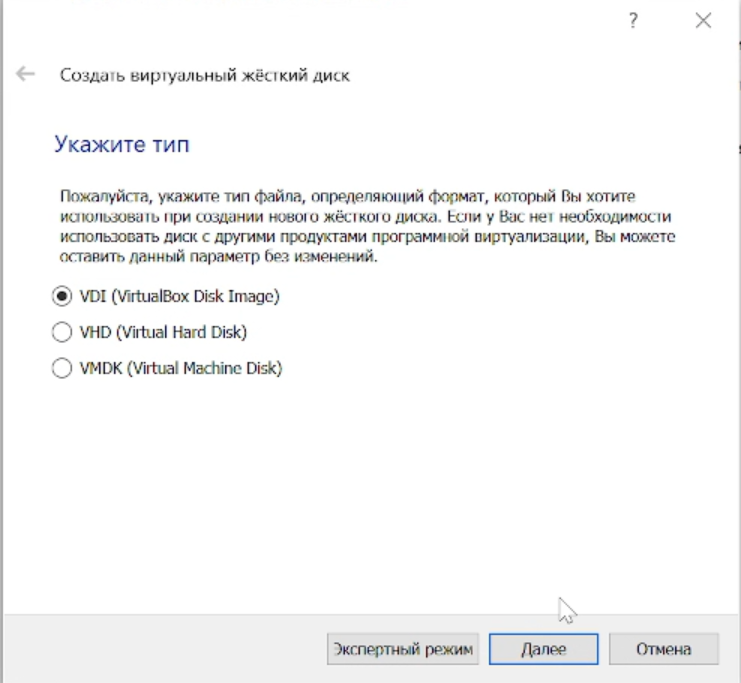 ?
Создать виртуальный жёсткий диск
Укажите тип
Пожалуйста, укажите тип файла, определяющий формат, который Вы хотите
использовать при создании нового жёсткого диска. Если у Вас нет необходимости
использовать диск с другими продуктами программной виртуализации, Вы можете
оставить данный параметр без изменений.
VDI (VirtualBox Disk Image)
VHD (Virtual Hard Disk)
VMDK (Virtual Machine Disk)
Экспертный режим Далее Отмена